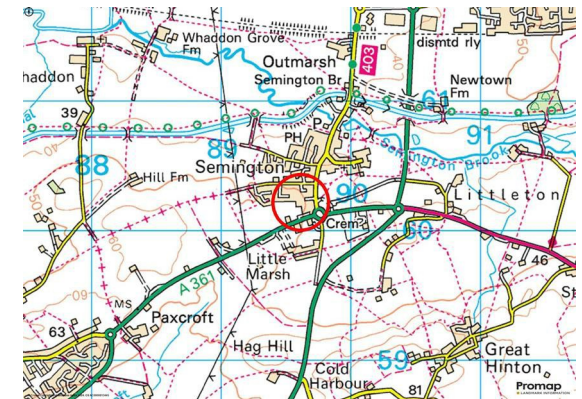 Whaddon Grove
Fm
dismtd rly
Outmarsh
403
haddon
Semington Br
Newtown
Fm
61
39
PH
91
89
Semington Brook
88
Semington
Hill Fm
90
Littleton
Crem
60
Little
Marsh
46
A 361
MS
Paxcroft
St
63
Hag Hill
59
Great
Hinton
Cold
Harbour
81
Promap